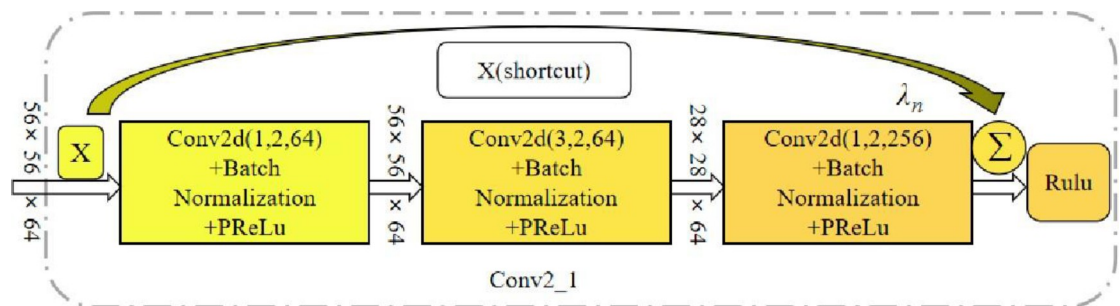 X(shortcut)
λn
56×56×64
X
Conv2d(1,2,64)
+Batch
Normalization
+PReLu
56×56×64
Conv2d(3,2,64)
+Batch
Normalization
+PReLu
28×28×64
Conv2d(1,2,256)
+Batch
Normalization
+PReLu
Σ
Rulu
Conv2_1